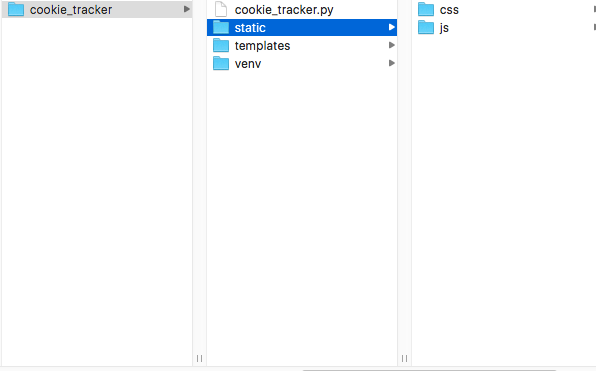 cookie_tracker
cookie_tracker.py
static
templates
venv
css
js